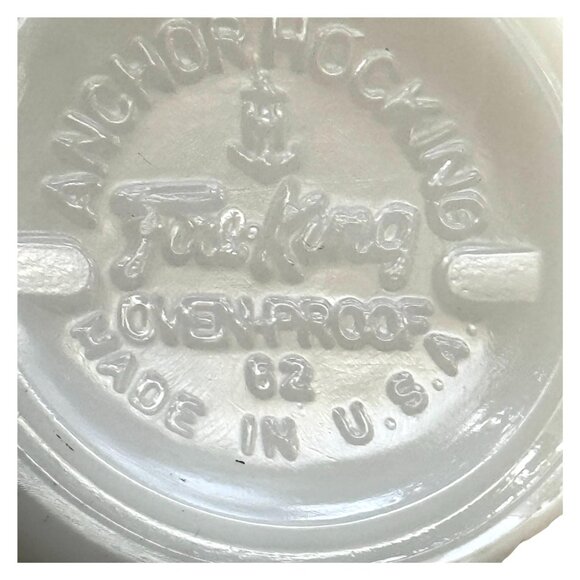 ANCHOR HOCKING
Fire-King
OVEN-PROOF
62
MADE IN U.S.A.